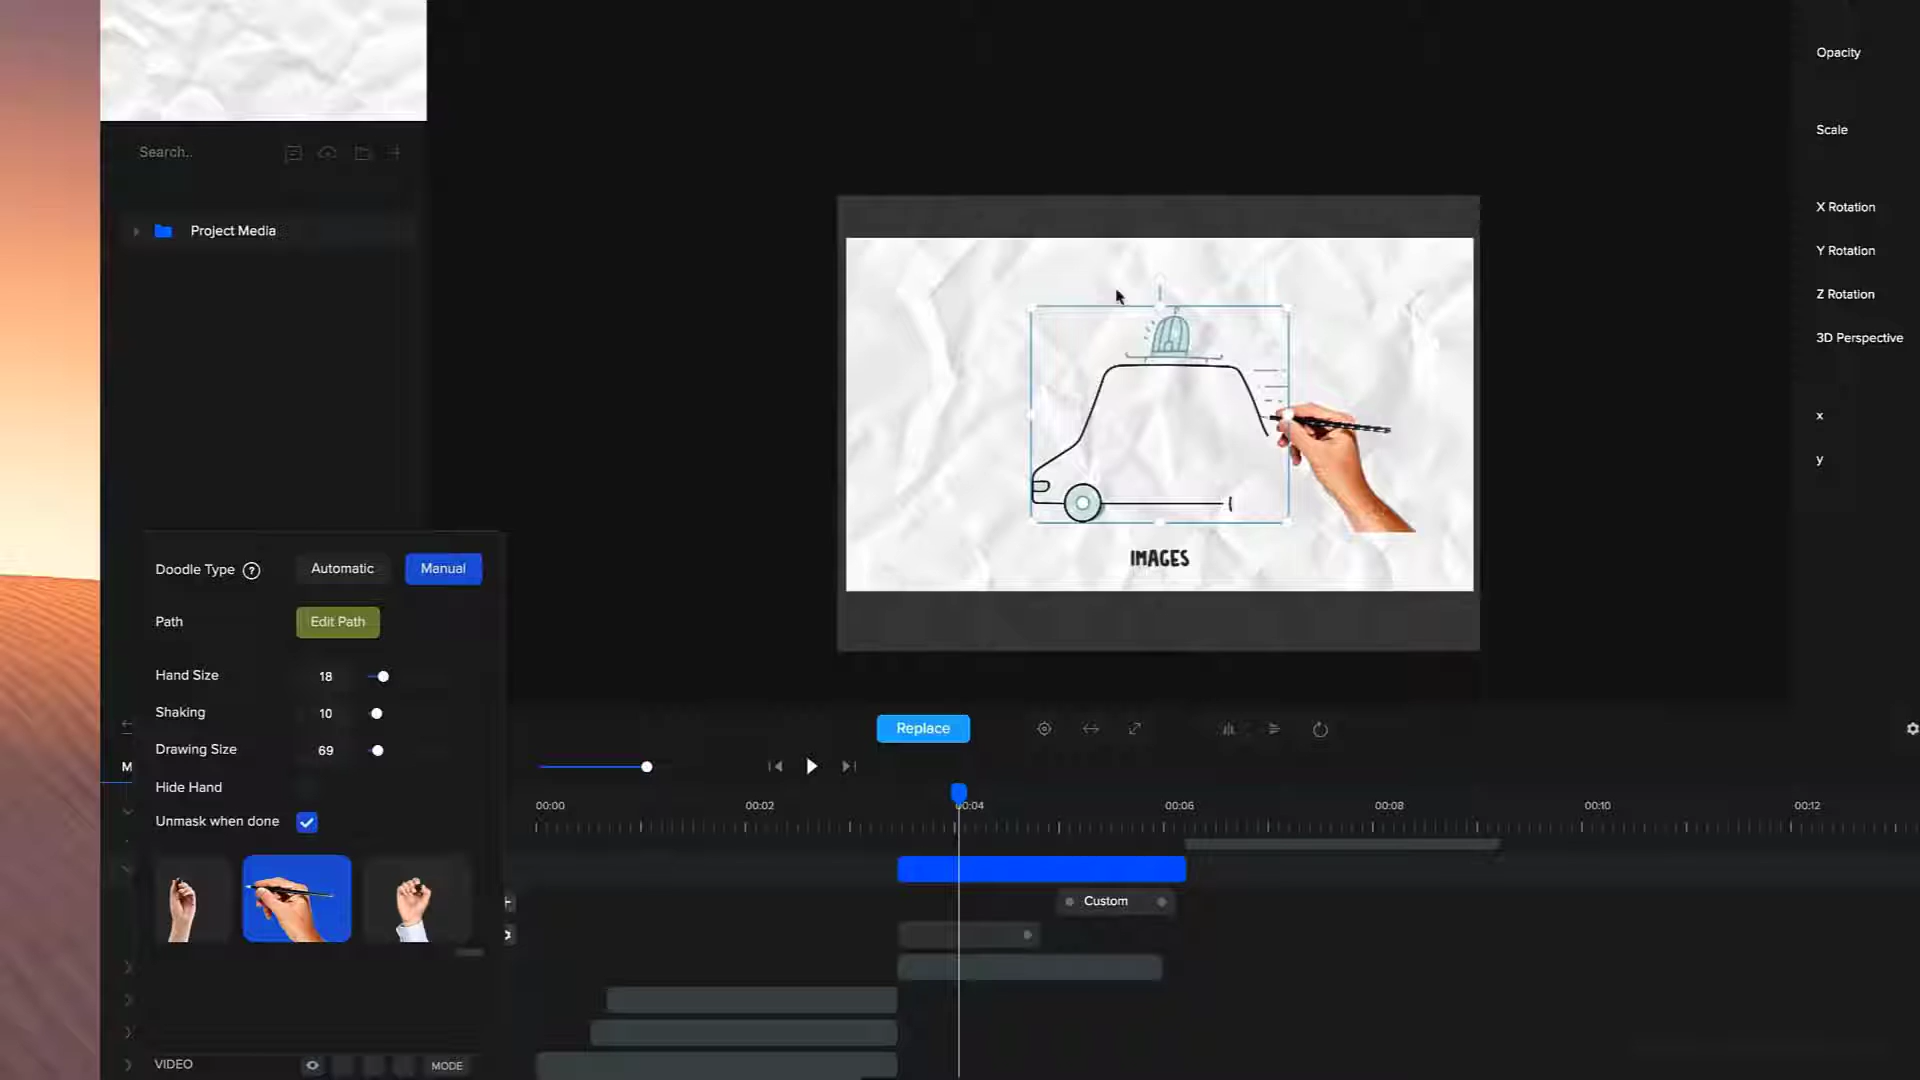 Opacity
Search..
Scale
X Rotation
Project Media
Y Rotation
Z Rotation
3D Perspective
x
y
IMAGES
Doodle Type ?
Automatic
Manual
Path
Edit Path
Hand Size
18
Shaking
10
Drawing Size
69
Hide Hand
Unmask when done
Replace
M
00:00
00:02
00:04
00:06
00:08
00:10
00:12
Custom
VIDEO
MODE